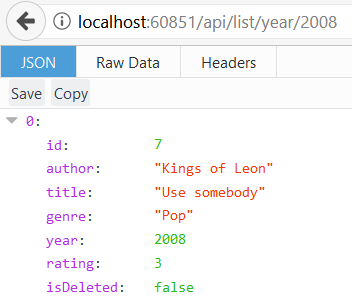 localhost:60851/api/list/year/2008
JSON Raw Data Headers
Save Copy
0:
id: 7
author: "Kings of Leon"
title: "Use somebody"
genre: "Pop"
year: 2008
rating: 3
isDeleted: false